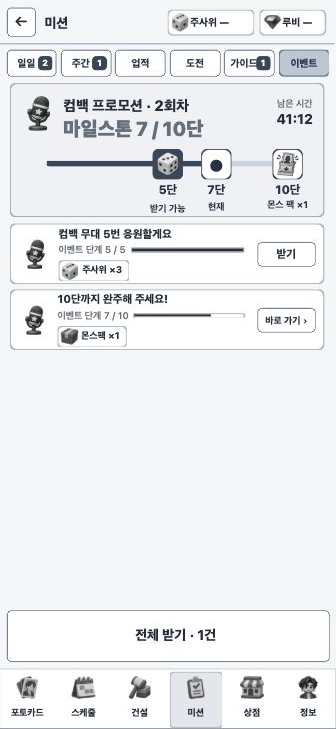 미션
주사위 —
루비 —
일일 2
주간 1
업적
도전
가이드 1
이벤트
컴백 프로모션 · 2회차
마일스톤 7 / 10단
남은 시간
41:12
5단
받기 가능
7단
현재
10단
몬스 팩 ×1
컴백 무대 5번 응원할게요
이벤트 단계 5 / 5
주사위 ×3
받기
10단까지 완주해 주세요!
이벤트 단계 7 / 10
몬스팩 ×1
바로 가기 ›
전체 받기 · 1건
포토카드
스케줄
건설
미션
상점
정보